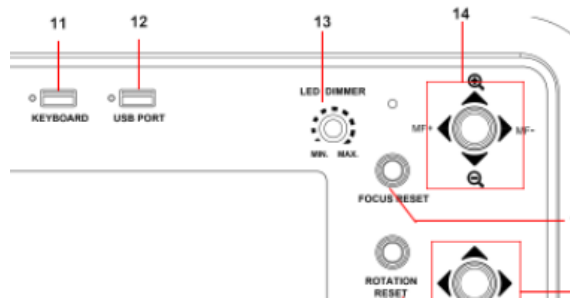 11
12
13
14
KEYBOARD
USB PORT
LED DIMMER
MIN. MAX.
MF+
MF-
FOCUS RESET
ROTATION
RESET